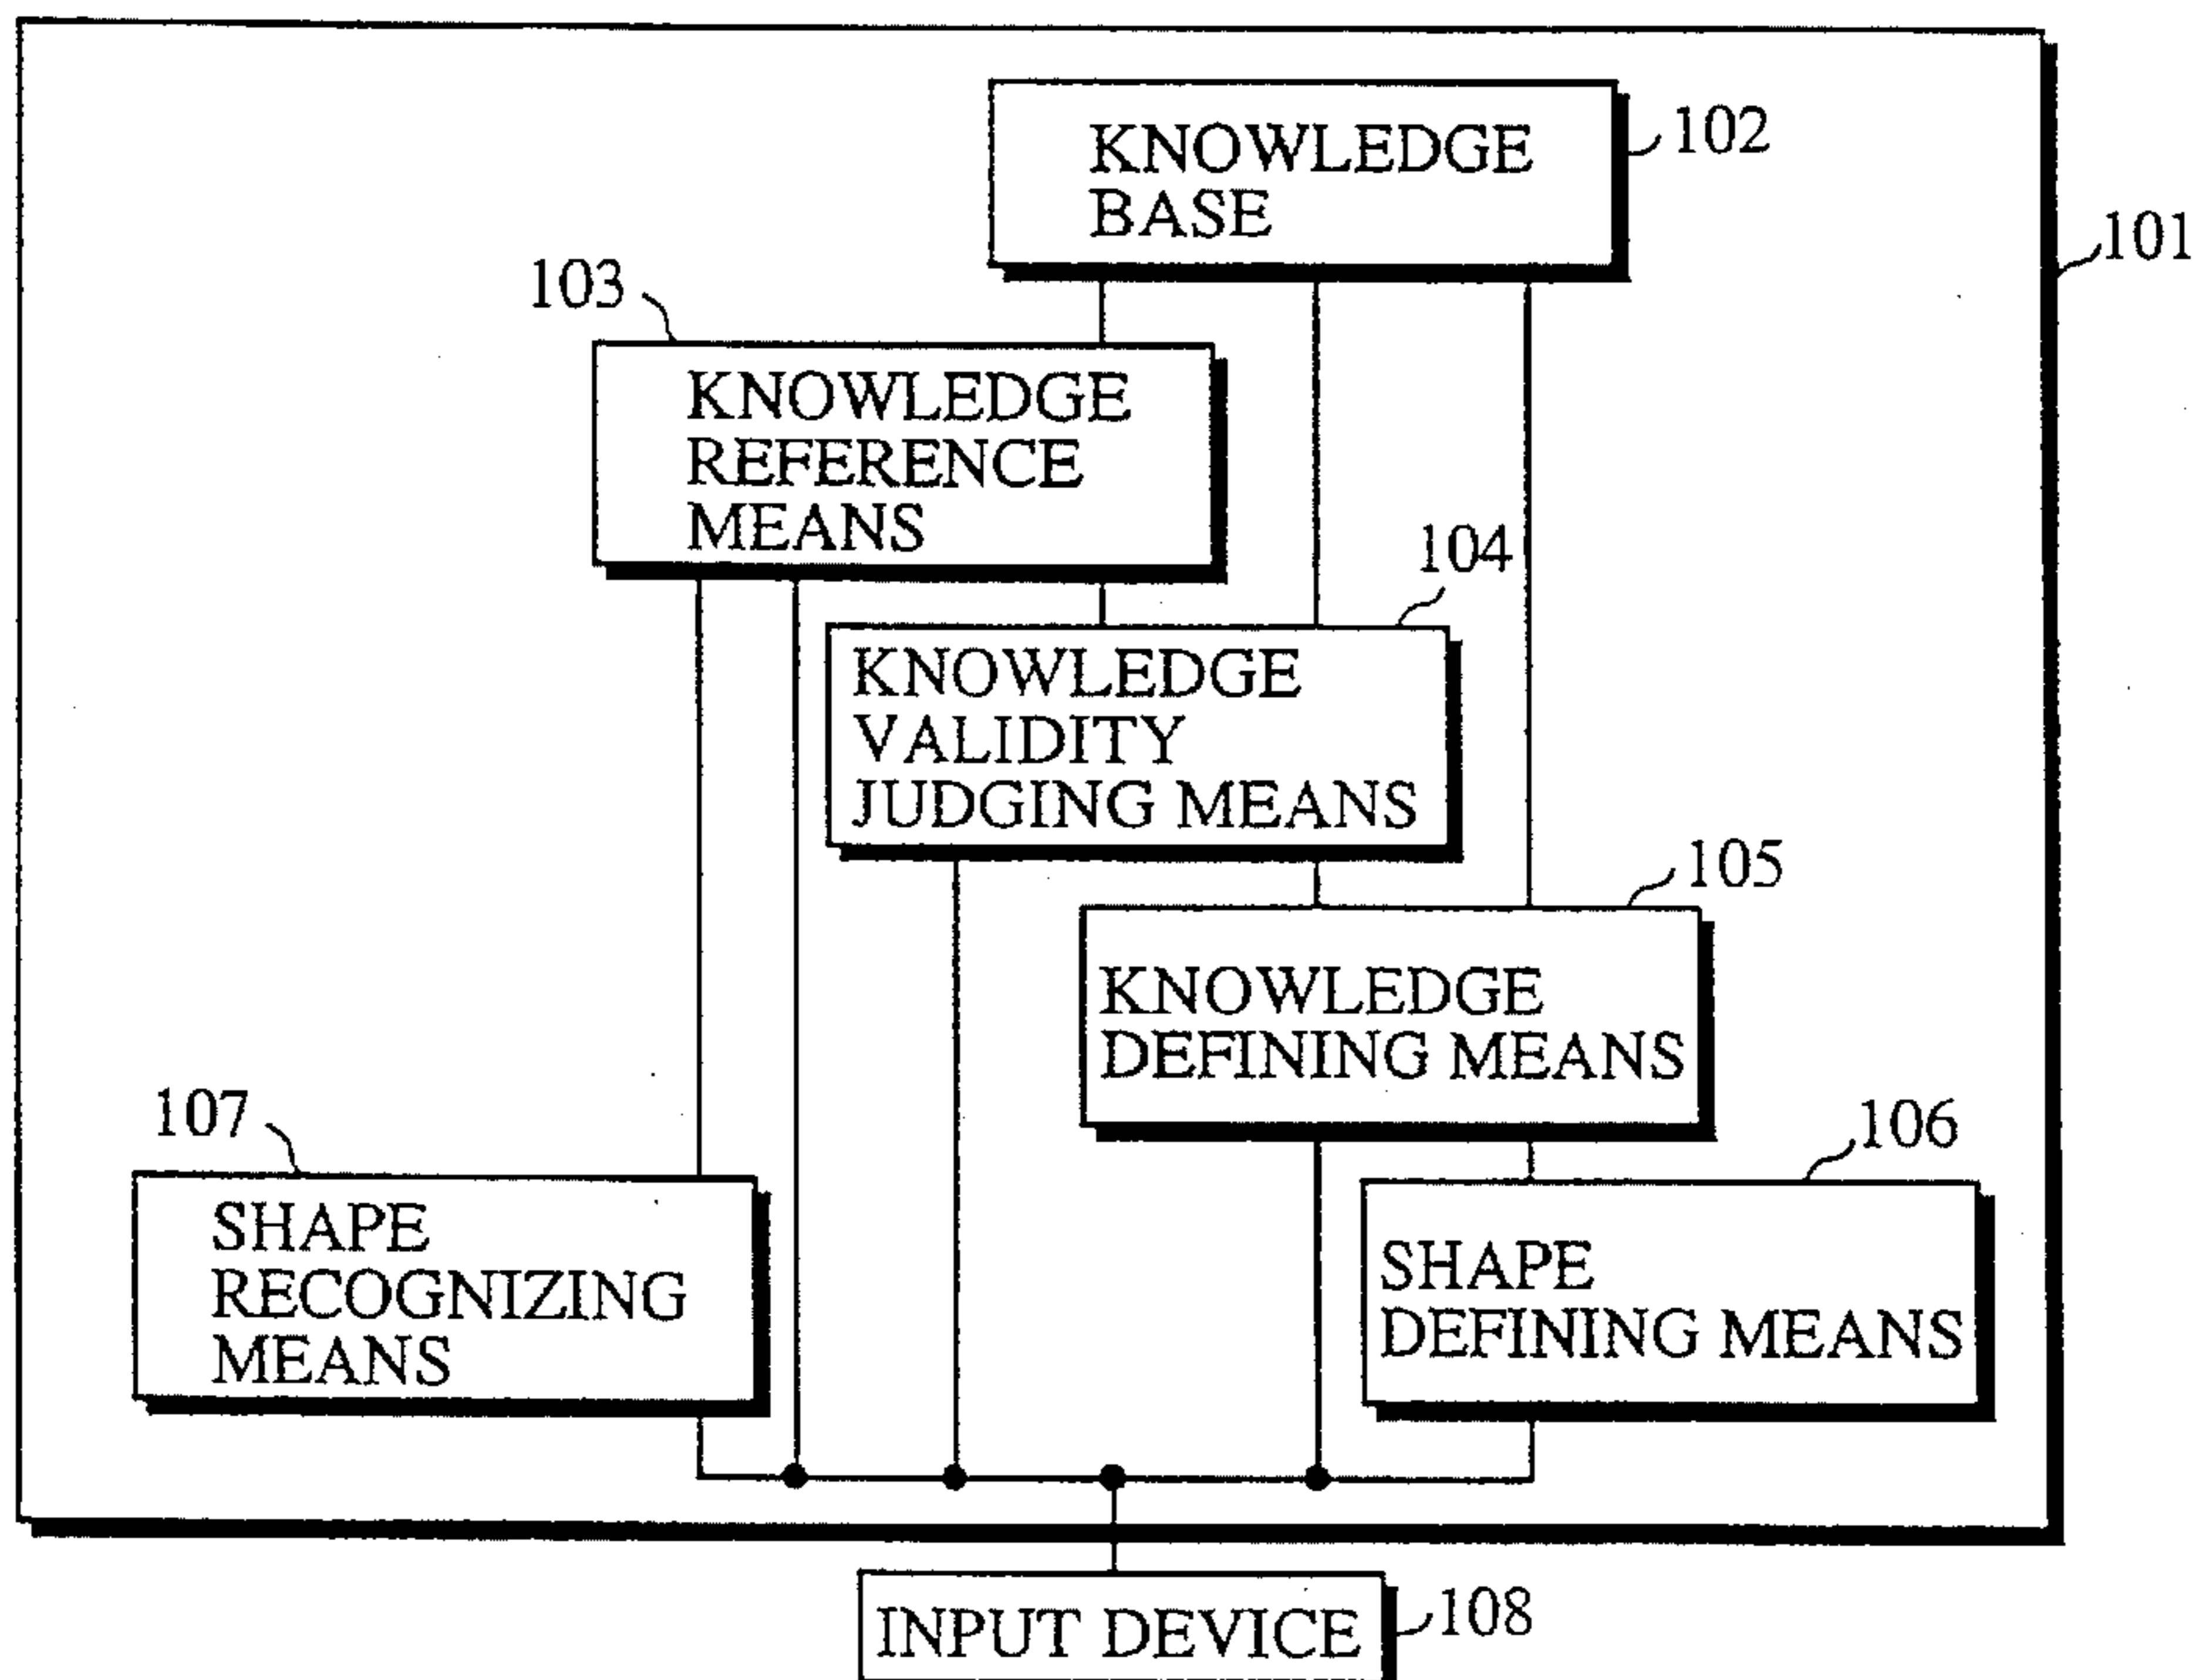 KNOWLEDGE
BASE
102
101
103
KNOWLEDGE
REFERENCE
MEANS
104
KNOWLEDGE
VALIDITY
JUDGING MEANS
105
KNOWLEDGE
DEFINING MEANS
107
106
SHAPE
RECOGNIZING
MEANS
SHAPE
DEFINING MEANS
INPUT DEVICE
108